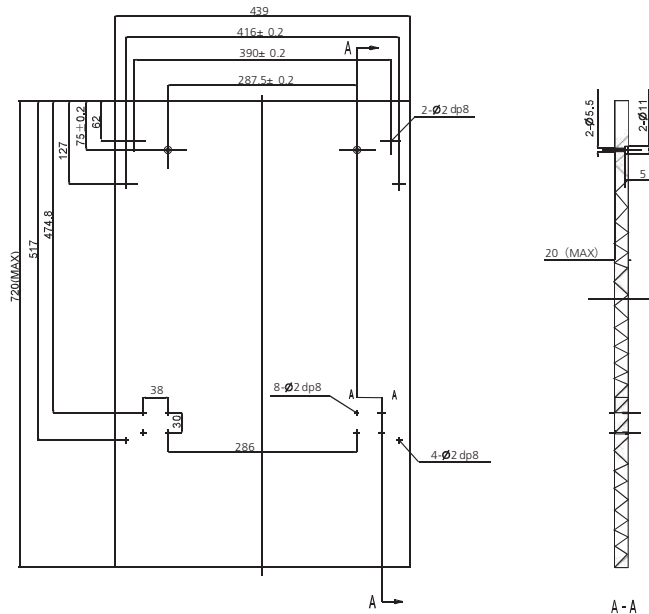 439
416± 0.2
A
390± 0.2
287.5± 0.2
2-Ø2 dp8
62
75±0.2
127
474.8
517
720(MAX)
2-Ø5.5
2-Ø11
5
20 (MAX)
38
8-Ø2 dp8
A
A
30
286
4-Ø2 dp8
A
A-A